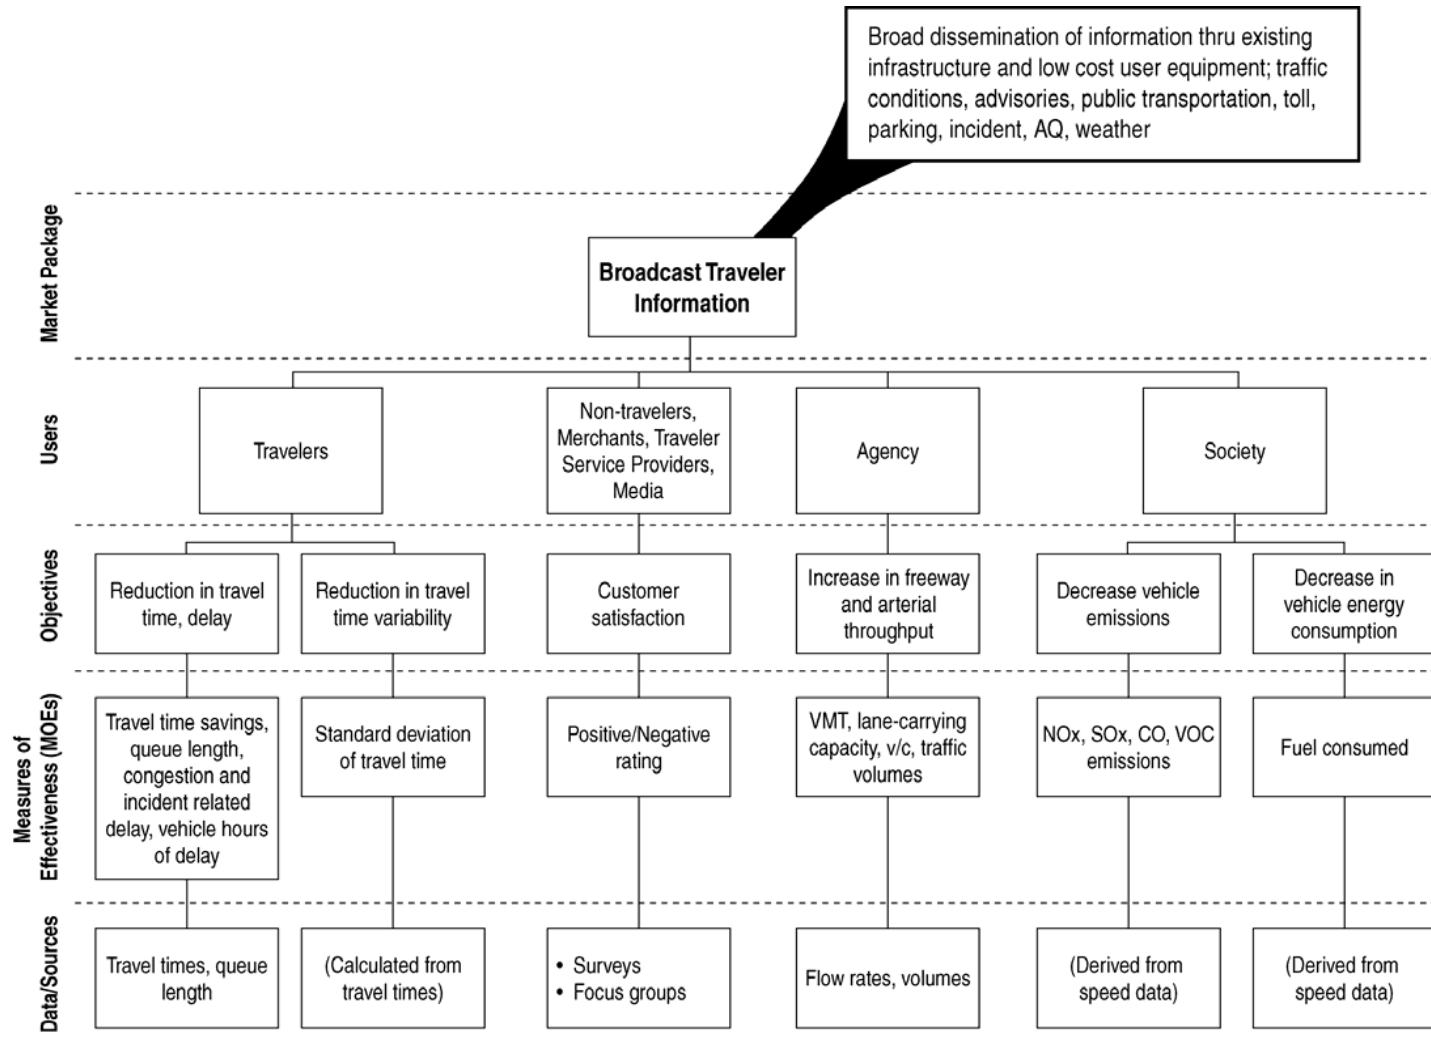 Broad dissemination of information thru existing
infrastructure and low cost user equipment; traffic
conditions, advisories, public transportation, toll,
parking, incident, AQ, weather
Market Package
Broadcast Traveler
Information
Users
Travelers
Non-travelers,
Merchants, Traveler
Service Providers,
Media
Agency
Society
Objectives
Reduction in travel
time, delay
Reduction in travel
time variability
Customer
satisfaction
Increase in freeway
and arterial
throughput
Decrease vehicle
emissions
Decrease in
vehicle energy
consumption
Measures of
Effectiveness (MOEs)
Travel time savings,
queue length,
congestion and
incident related
delay, vehicle hours
of delay
Standard deviation
of travel time
Positive/Negative
rating
VMT, lane-carrying
capacity, v/c, traffic
volumes
NOx, SOx, CO, VOC
emissions
Fuel consumed
Data/Sources
Travel times, queue
length
(Calculated from
travel times)
• Surveys
• Focus groups
Flow rates, volumes
(Derived from
speed data)
(Derived from
speed data)